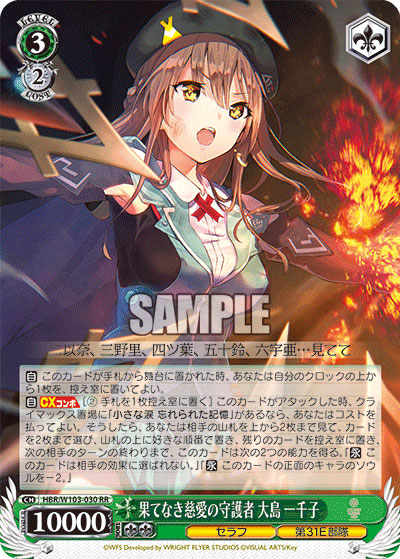 LEVEL
3
2
COST
SAMPLE
二以奈、三野里、四ツ葉、五十鈴、六宇亜…見てて
自 このカードが手札から舞台に置かれた時、あなたは自分のクロックの上から1枚を、控え室に置いてよい。
自 CXコンボ [② 手札を1枚控え室に置く] このカードがアタックした時、クライマックス置場に「小さな涙 忘れられた記憶」があるなら、あなたはコストを払ってよい。そうしたら、あなたは相手の山札を上から2枚まで見て、カードを2枚まで選び、山札の上に好きな順番で置き、残りのカードを控え室に置き、次の相手のターンの終わりまで、このカードは次の2つの能力を得る。『永 このカードは相手の効果に選ばれない。』『永 このカードの正面のキャラのソウルを－2。』
CH
HBR/W103-030 RR
果てなき慈愛の守護者 大島 一千子
10000
セラフ
第31E部隊
©WFS Developed by WRIGHT FLYER STUDIOS ©VISUAL ARTS/Key